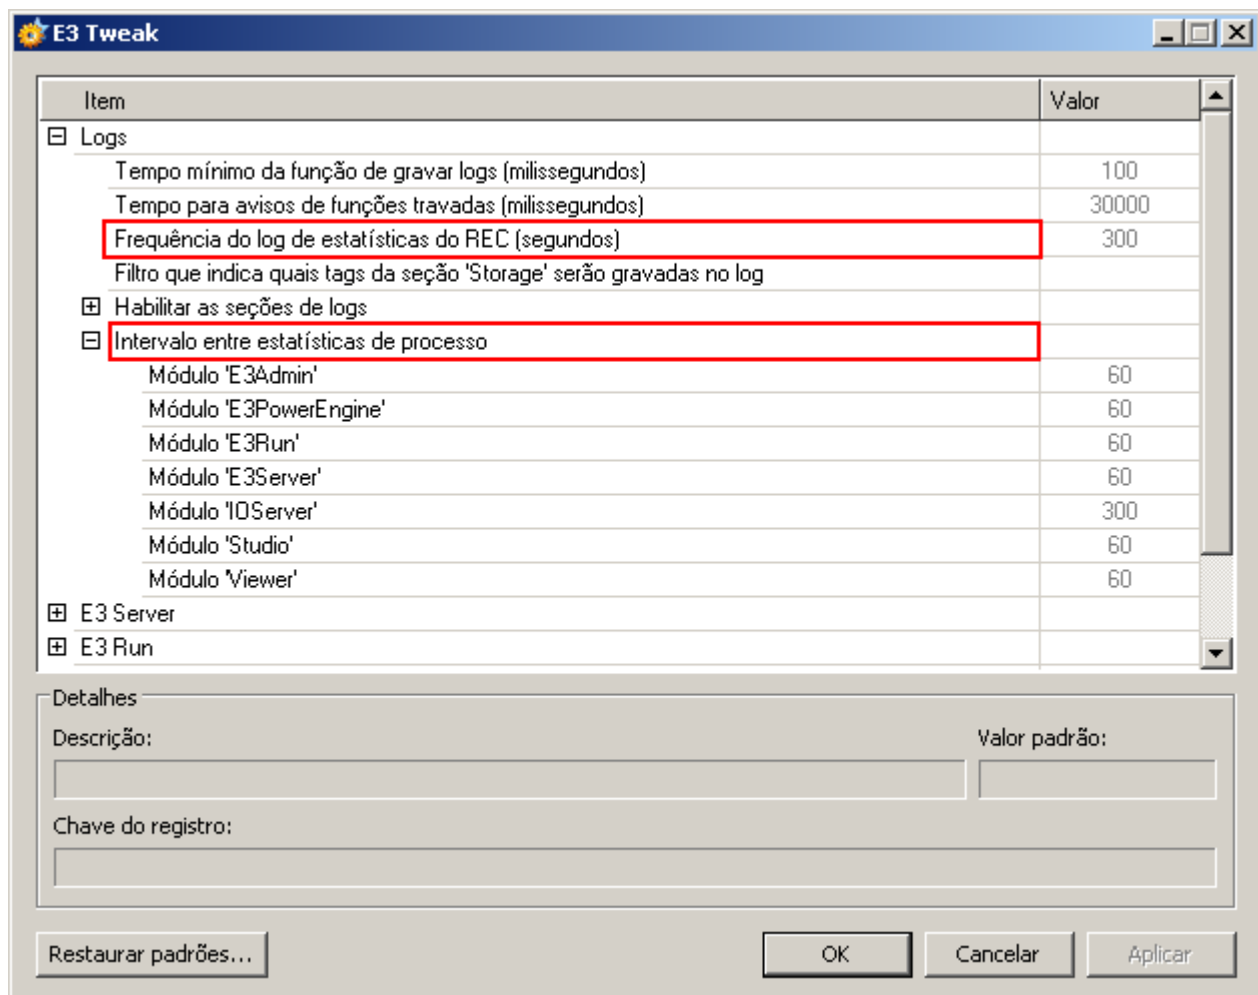 E3 Tweak
Item Valor
Logs
Tempo mínimo da função de gravar logs (milissegundos) 100
Tempo para avisos de funções travadas (milissegundos) 30000
Frequência do log de estatísticas do REC (segundos) 300
Filtro que indica quais tags da seção 'Storage' serão gravadas no log
Habilitar as seções de logs
Intervalo entre estatísticas de processo
Módulo 'E3Admin' 60
Módulo 'E3PowerEngine' 60
Módulo 'E3Run' 60
Módulo 'E3Server' 60
Módulo 'IOServer' 300
Módulo 'Studio' 60
Módulo 'Viewer' 60
E3 Server
E3 Run
Detalhes
Descrição: Valor padrão:
Chave do registro:
Restaurar padrões... OK Cancelar Aplicar